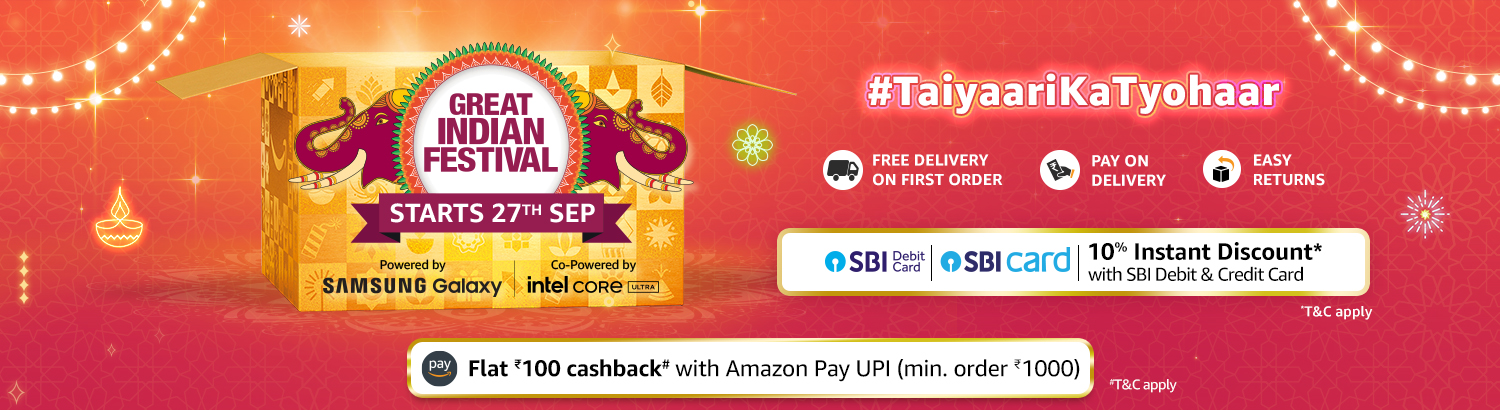 GREAT
INDIAN
FESTIVAL
STARTS 27TH SEP
Powered by
SAMSUNG Galaxy
Co-Powered by
intel CORE ULTRA
#TaiyaariKaTyohaar
FREE DELIVERY
ON FIRST ORDER
PAY ON
DELIVERY
EASY
RETURNS
SBI Debit
Card
SBI card
10% Instant Discount*
with SBI Debit & Credit Card
*T&C apply
pay
Flat ₹100 cashback# with Amazon Pay UPI (min. order ₹1000)
#T&C apply